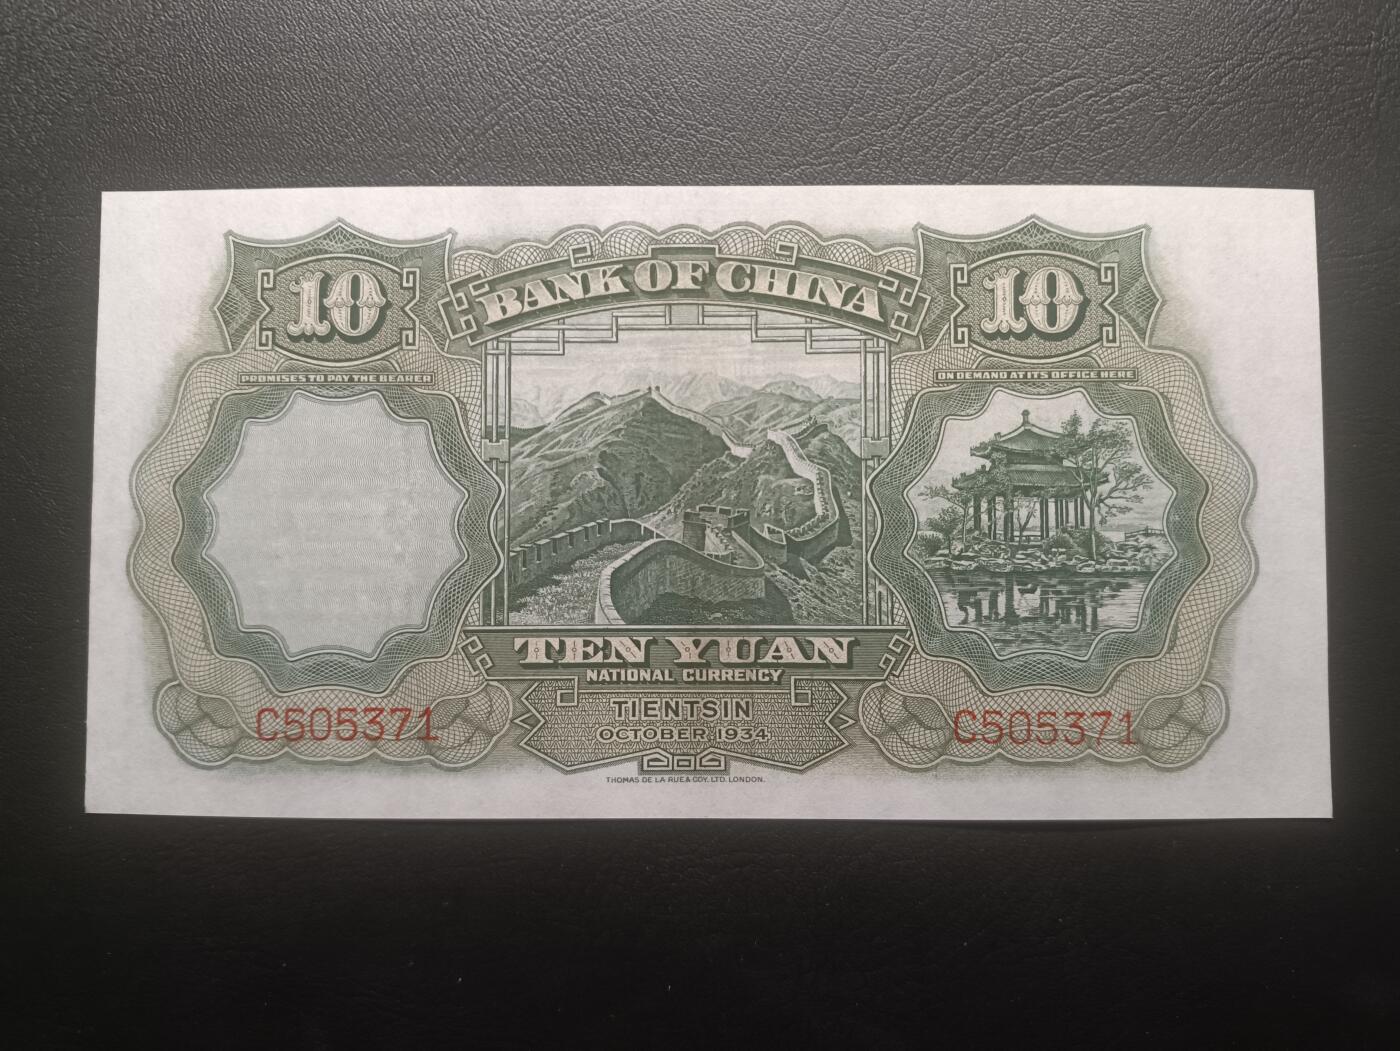 10
BANK OF CHINA
10
PROMISES TO PAY THE BEARER
ON DEMAND AT ITS OFFICE HERE
TEN YUAN
NATIONAL CURRENCY
TIENTSIN
OCTOBER 1934
C505371
C505371
THOMAS DE LA RUE & COY. LTD. LONDON.